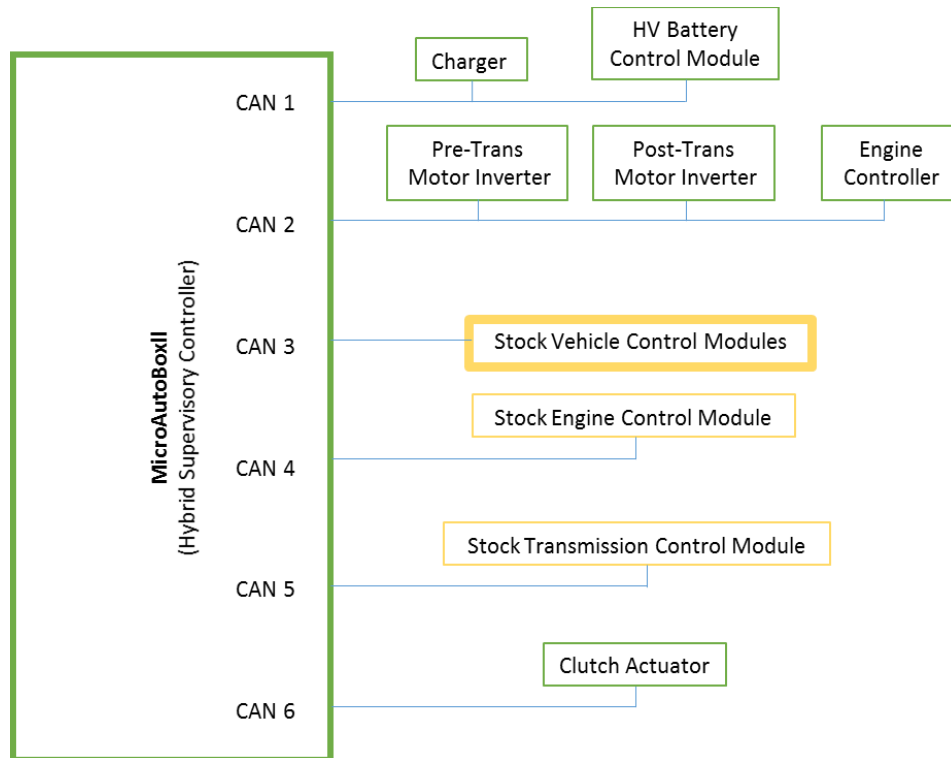 HV Battery
Control Module
Charger
CAN 1
Pre-Trans
Motor Inverter
Post-Trans
Motor Inverter
Engine
Controller
CAN 2
MicroAutoBoxII
(Hybrid Supervisory Controller)
CAN 3
Stock Vehicle Control Modules
Stock Engine Control Module
CAN 4
Stock Transmission Control Module
CAN 5
Clutch Actuator
CAN 6